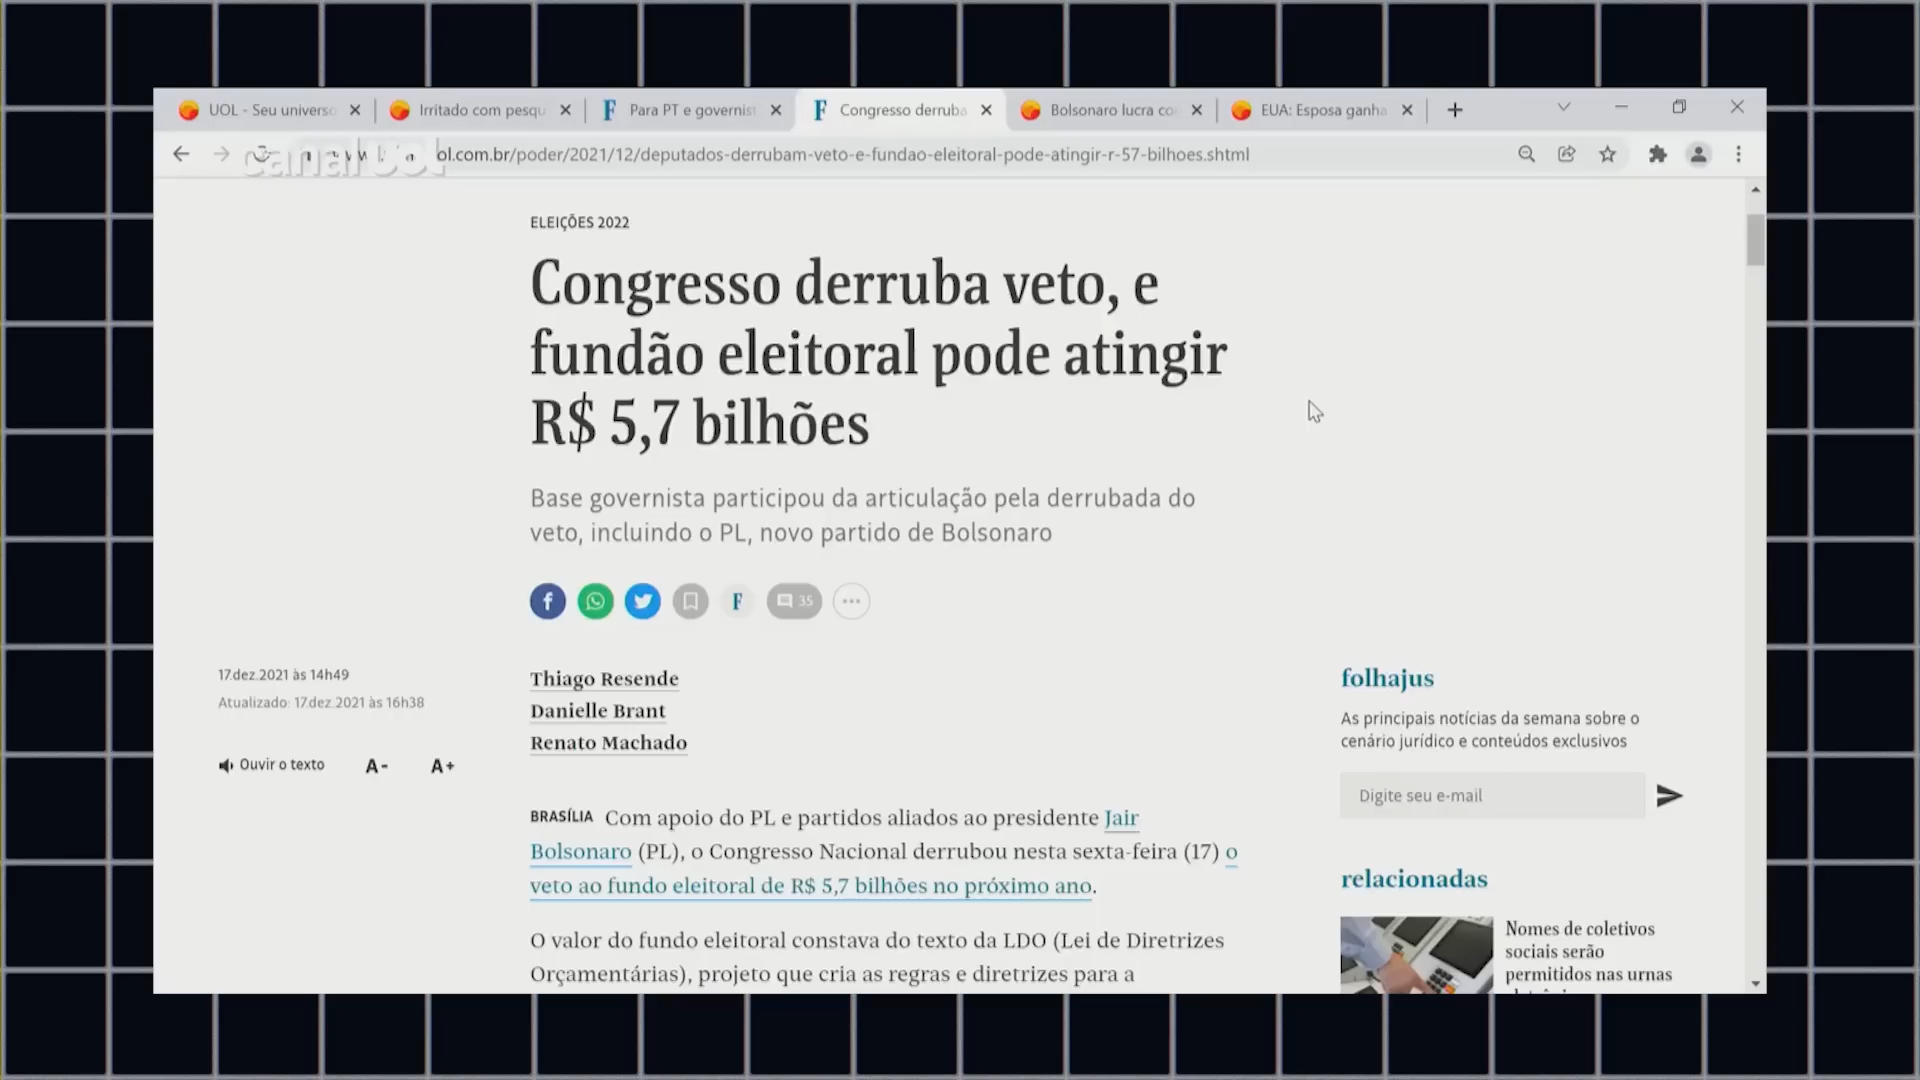 UOL - Seu universo
Irritado com pesqu
Para PT e governist
Congresso derruba
Bolsonaro lucra co
EUA: Esposa ganha
canal UOL
ol.com.br/poder/2021/12/deputados-derrubam-veto-e-fundao-eleitoral-pode-atingir-r-57-bilhoes.shtml
ELEIÇÕES 2022
Congresso derruba veto, e
fundão eleitoral pode atingir
R$ 5,7 bilhões
Base governista participou da articulação pela derrubada do
veto, incluindo o PL, novo partido de Bolsonaro
F
35
17.dez.2021 às 14h49
Atualizado: 17.dez.2021 às 16h38
Ouvir o texto
A-
A+
Thiago Resende
Danielle Brant
Renato Machado
BRASÍLIA Com apoio do PL e partidos aliados ao presidente Jair
Bolsonaro (PL), o Congresso Nacional derrubou nesta sexta-feira (17) o
veto ao fundo eleitoral de R$ 5,7 bilhões no próximo ano.
O valor do fundo eleitoral constava do texto da LDO (Lei de Diretrizes
Orçamentárias), projeto que cria as regras e diretrizes para a
folhajus
As principais notícias da semana sobre o
cenário jurídico e conteúdos exclusivos
Digite seu e-mail
relacionadas
Nomes de coletivos
sociais serão
permitidos nas urnas